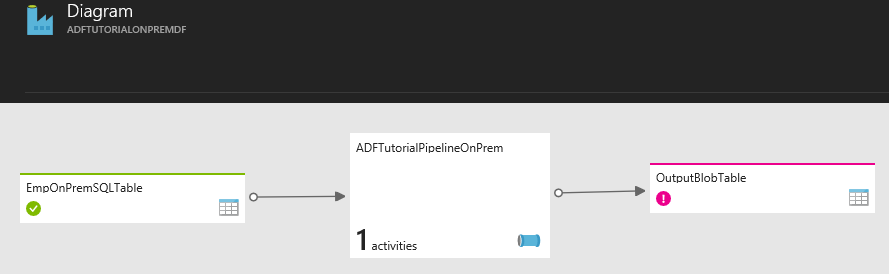 Diagram
ADFTUTORIALONPREMDF
ADFTutorialPipelineOnPrem
EmpOnPremSQLTable
OutputBlobTable
1 activities